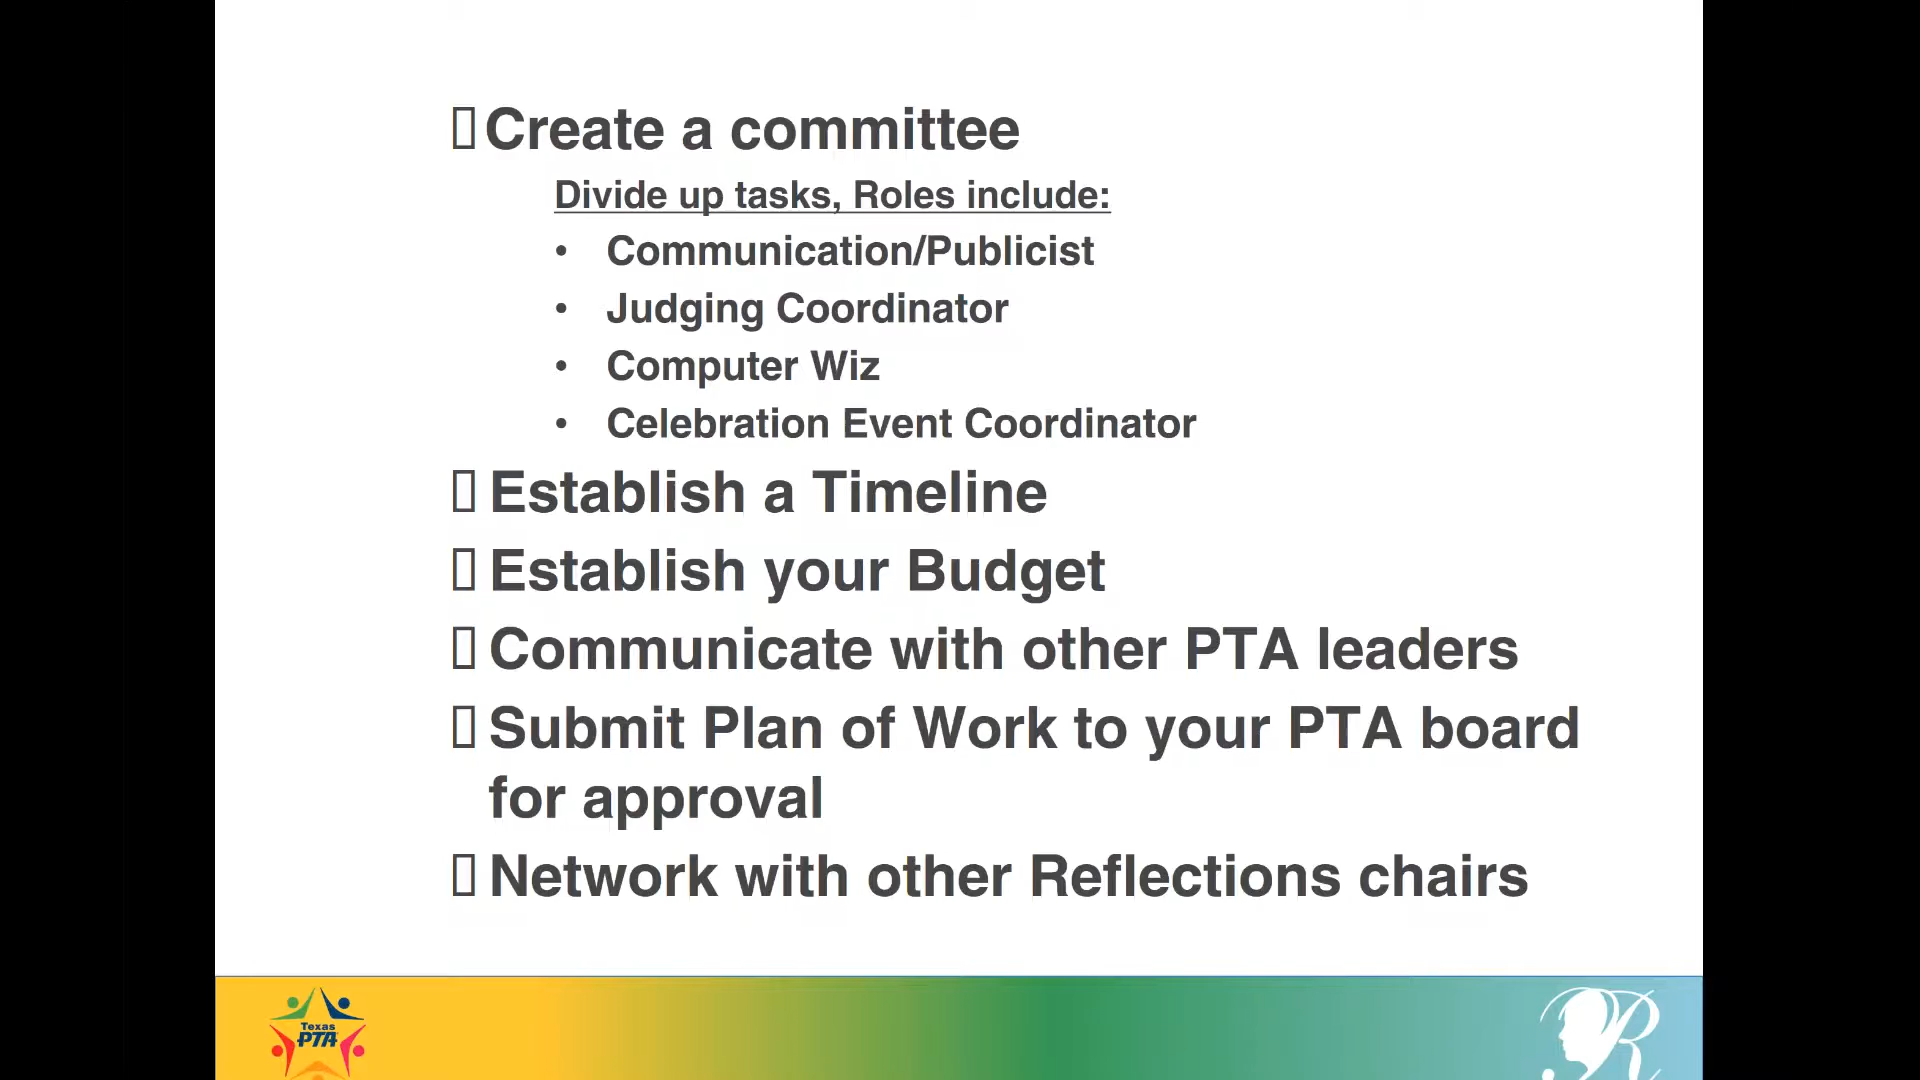 Create a committee
Divide up tasks, Roles include:
• Communication/Publicist
• Judging Coordinator
• Computer Wiz
• Celebration Event Coordinator
Establish a Timeline
Establish your Budget
Communicate with other PTA leaders
Submit Plan of Work to your PTA board
for approval
Network with other Reflections chairs
Texas
PTA
R